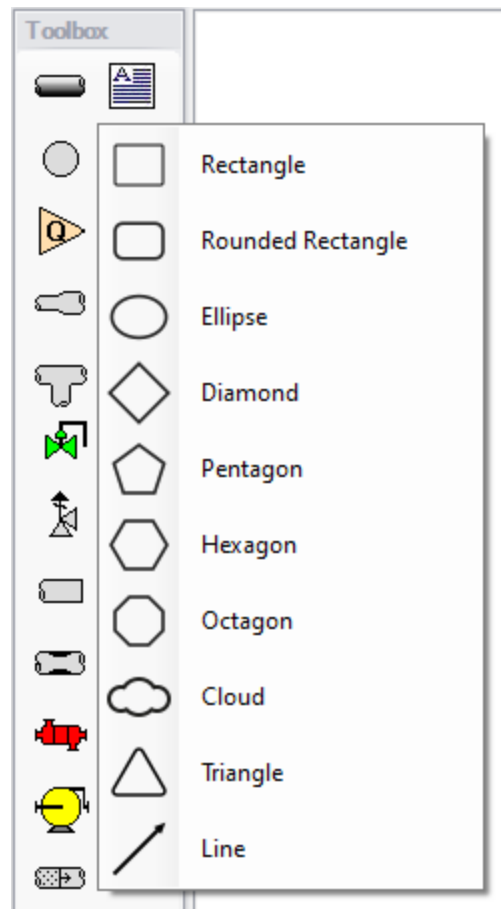 Toolbox
A
Rectangle
Q
Rounded Rectangle
Ellipse
Diamond
Pentagon
Hexagon
Octagon
Cloud
Triangle
Line